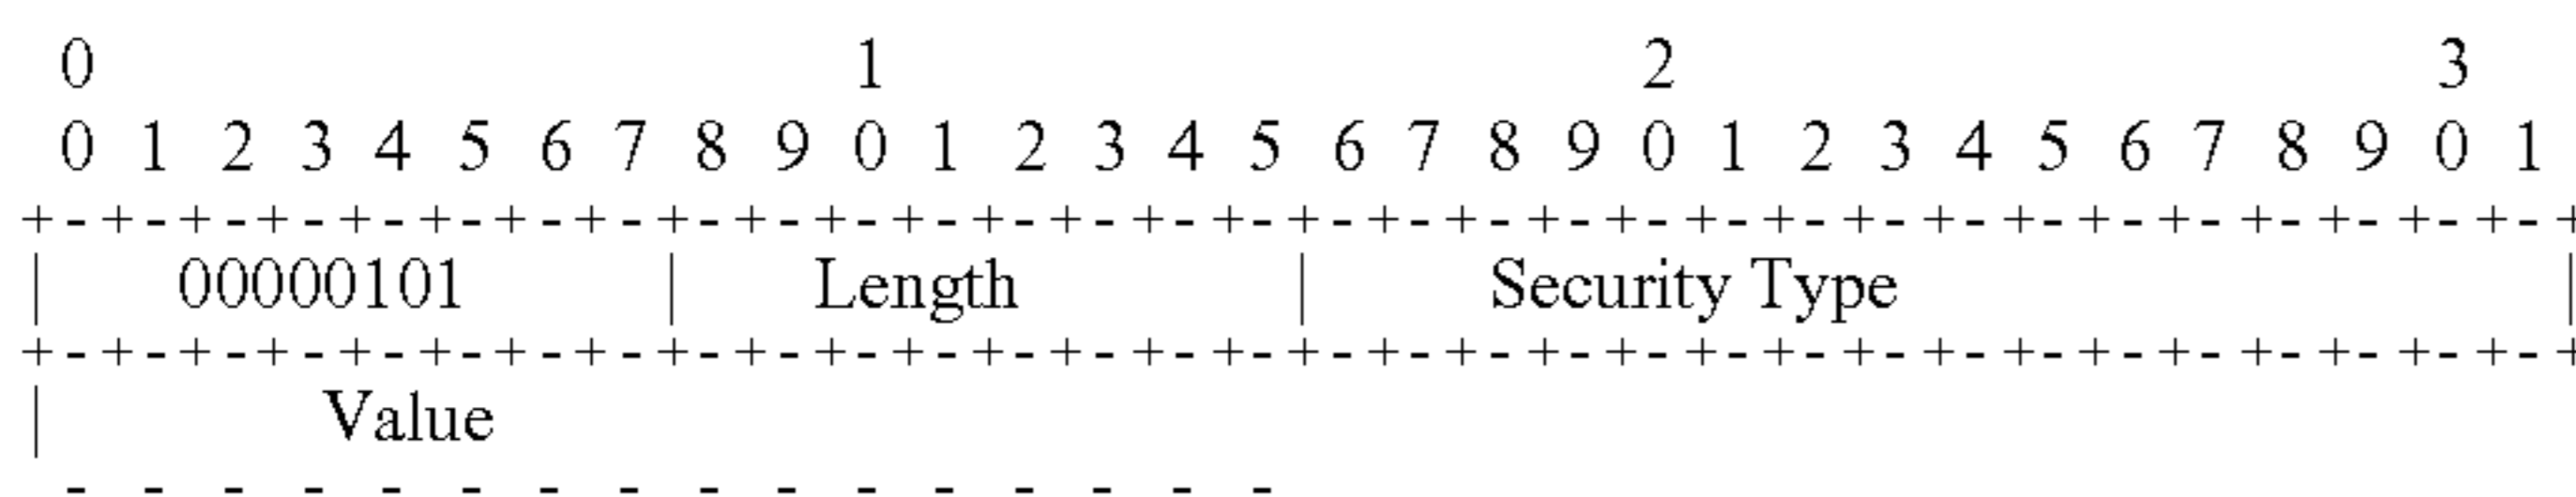 0 1 2 3
0 1 2 3 4 5 6 7 8 9 0 1 2 3 4 5 6 7 8 9 0 1 2 3 4 5 6 7 8 9 0 1
+-+-+-+-+-+-+-+-+-+-+-+-+-+-+-+-+-+-+-+-+-+-+-+-+-+-+-+-+-+-+-+-+
| 00000101 | Length | Security Type |
+-+-+-+-+-+-+-+-+-+-+-+-+-+-+-+-+-+-+-+-+-+-+-+-+-+-+-+-+-+-+-+-+
| Value
- - - - - - - - - - - - - - - -